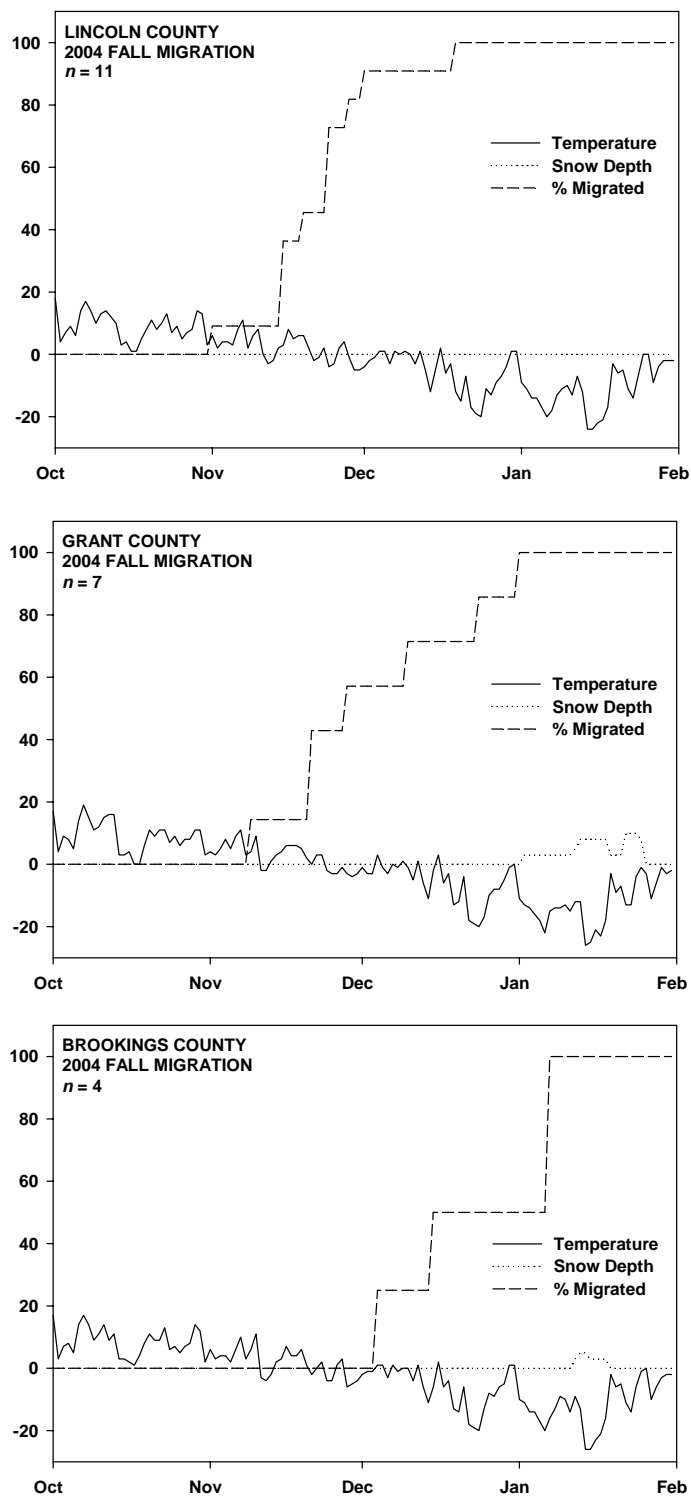 LINCOLN COUNTY
2004 FALL MIGRATION
n = 11
100
80
60
40
20
0
-20
Temperature
Snow Depth
% Migrated
Oct Nov Dec Jan Feb
GRANT COUNTY
2004 FALL MIGRATION
n = 7
100
80
60
40
20
0
-20
Temperature
Snow Depth
% Migrated
Oct Nov Dec Jan Feb
BROOKINGS COUNTY
2004 FALL MIGRATION
n = 4
100
80
60
40
20
0
-20
Temperature
Snow Depth
% Migrated
Oct Nov Dec Jan Feb